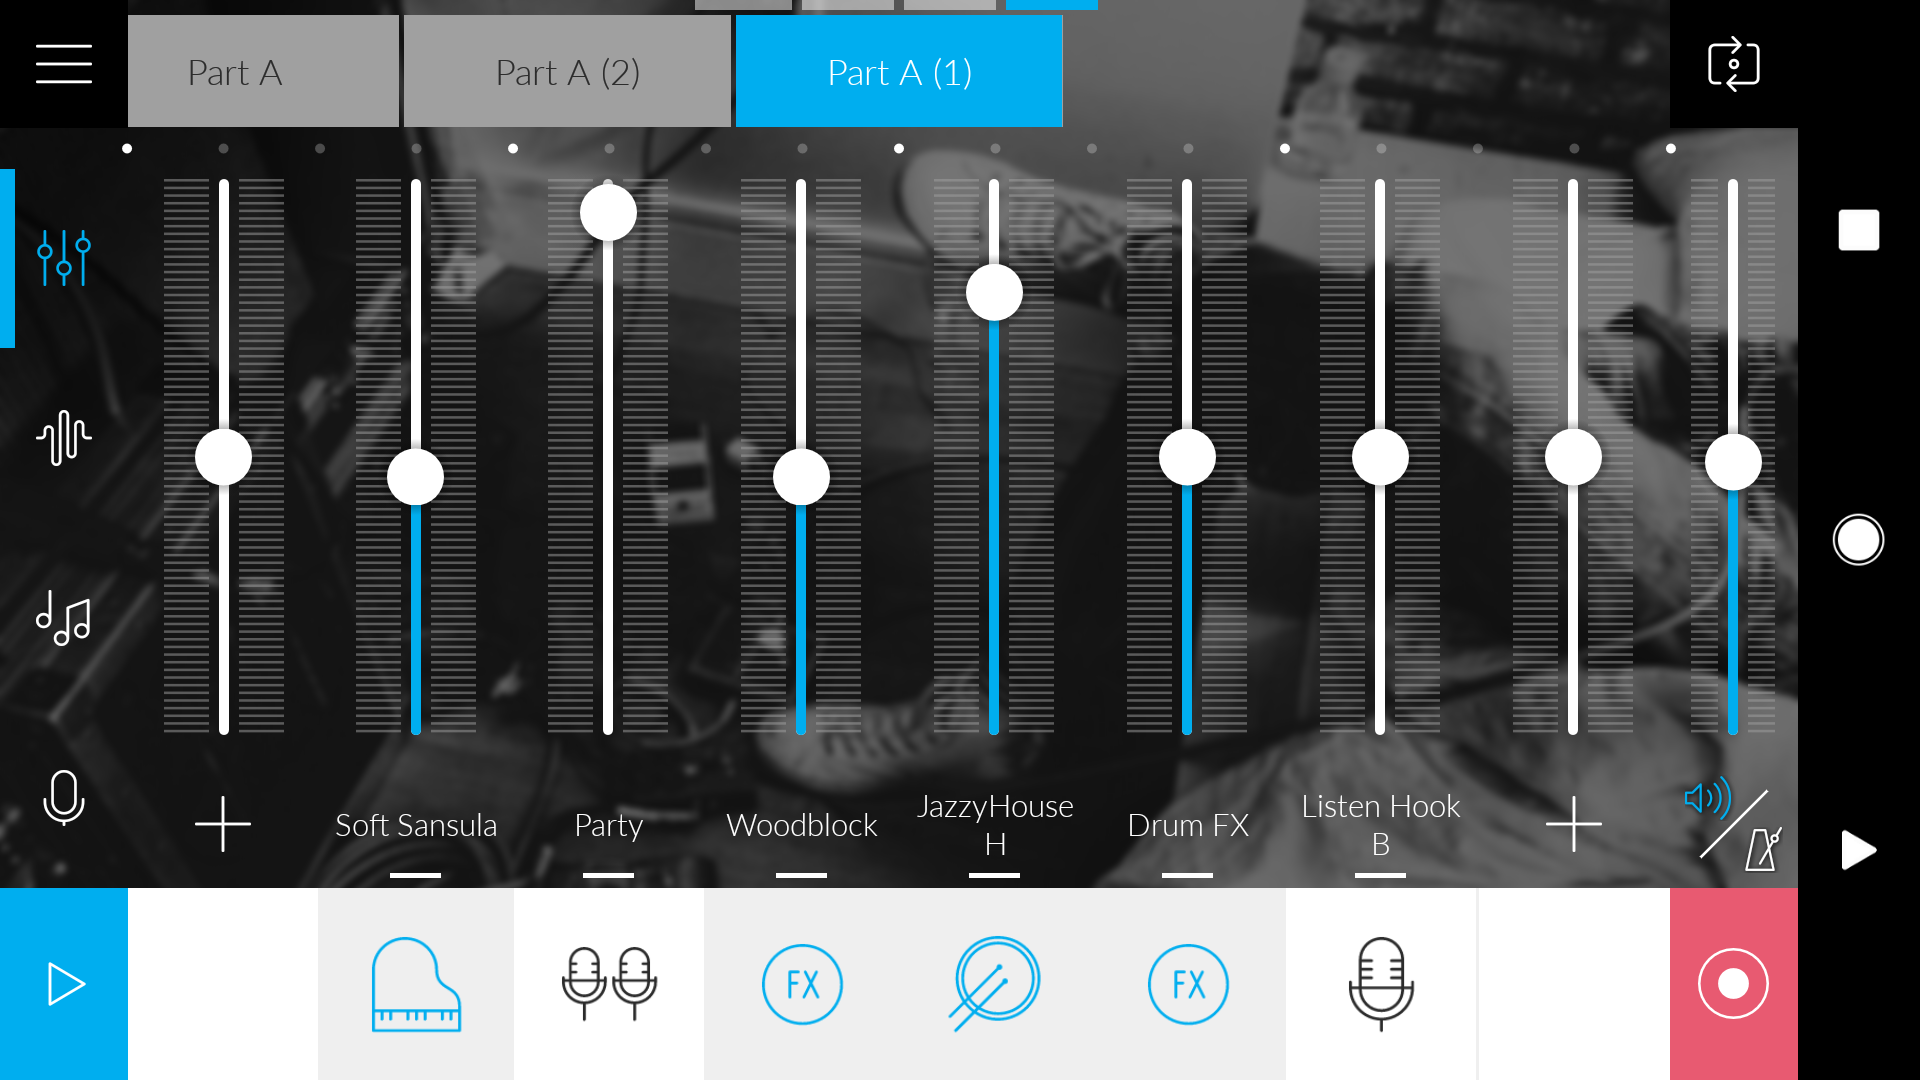 Part A
Part A (2)
Part A (1)
Soft Sansula
Party
Woodblock
JazzyHouse
H
Drum FX
Listen Hook
B
FX
FX